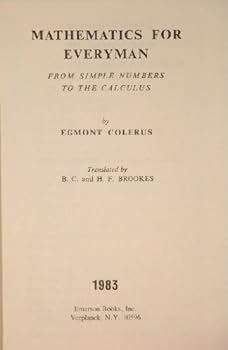 MATHEMATICS FOR
EVERYMAN
FROM SIMPLE NUMBERS
TO THE CALCULUS
by
EGMONT COLERUS
Translated by
B. C. and H. F. BROOKES
1983
Emerson Books, Inc.
Verplanck, N.Y. 10596